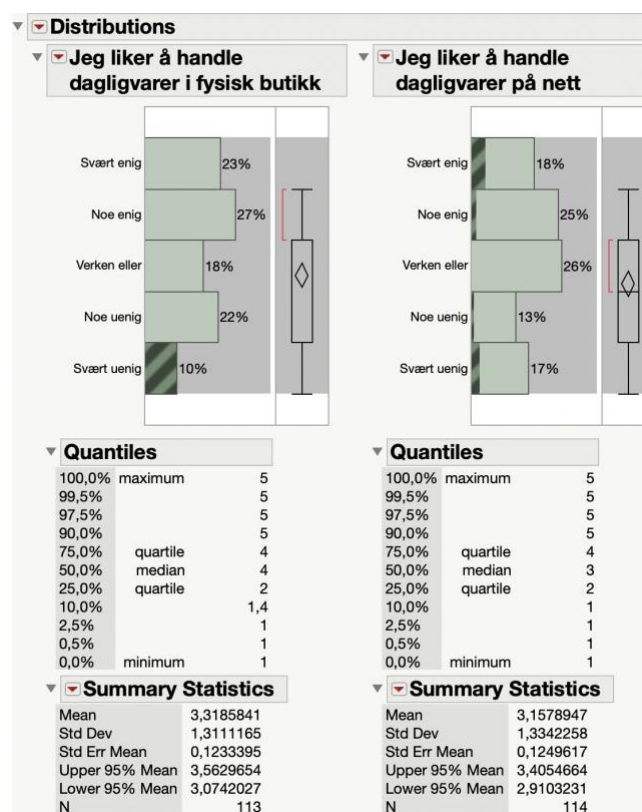 Distributions
Jeg liker å handle
dagligvarer i fysisk butikk
Svært enig
23%
Noe enig
27%
Verken eller
18%
Noe uenig
22%
Svært uenig
10%
Quantiles
100,0% maximum 5
99,5% 5
97,5% 5
90,0% 5
75,0% quartile 4
50,0% median 4
25,0% quartile 2
10,0% 1,4
2,5% 1
0,5% 1
0,0% minimum 1
Summary Statistics
Mean 3,3185841
Std Dev 1,3111165
Std Err Mean 0,1233395
Upper 95% Mean 3,5629654
Lower 95% Mean 3,0742027
N 113
Jeg liker å handle
dagligvarer på nett
Svært enig
18%
Noe enig
25%
Verken eller
26%
Noe uenig
13%
Svært uenig
17%
Quantiles
100,0% maximum 5
99,5% 5
97,5% 5
90,0% 5
75,0% quartile 4
50,0% median 3
25,0% quartile 2
10,0% 1
2,5% 1
0,5% 1
0,0% minimum 1
Summary Statistics
Mean 3,1578947
Std Dev 1,3342258
Std Err Mean 0,1249617
Upper 95% Mean 3,4054664
Lower 95% Mean 2,9103231
N 114